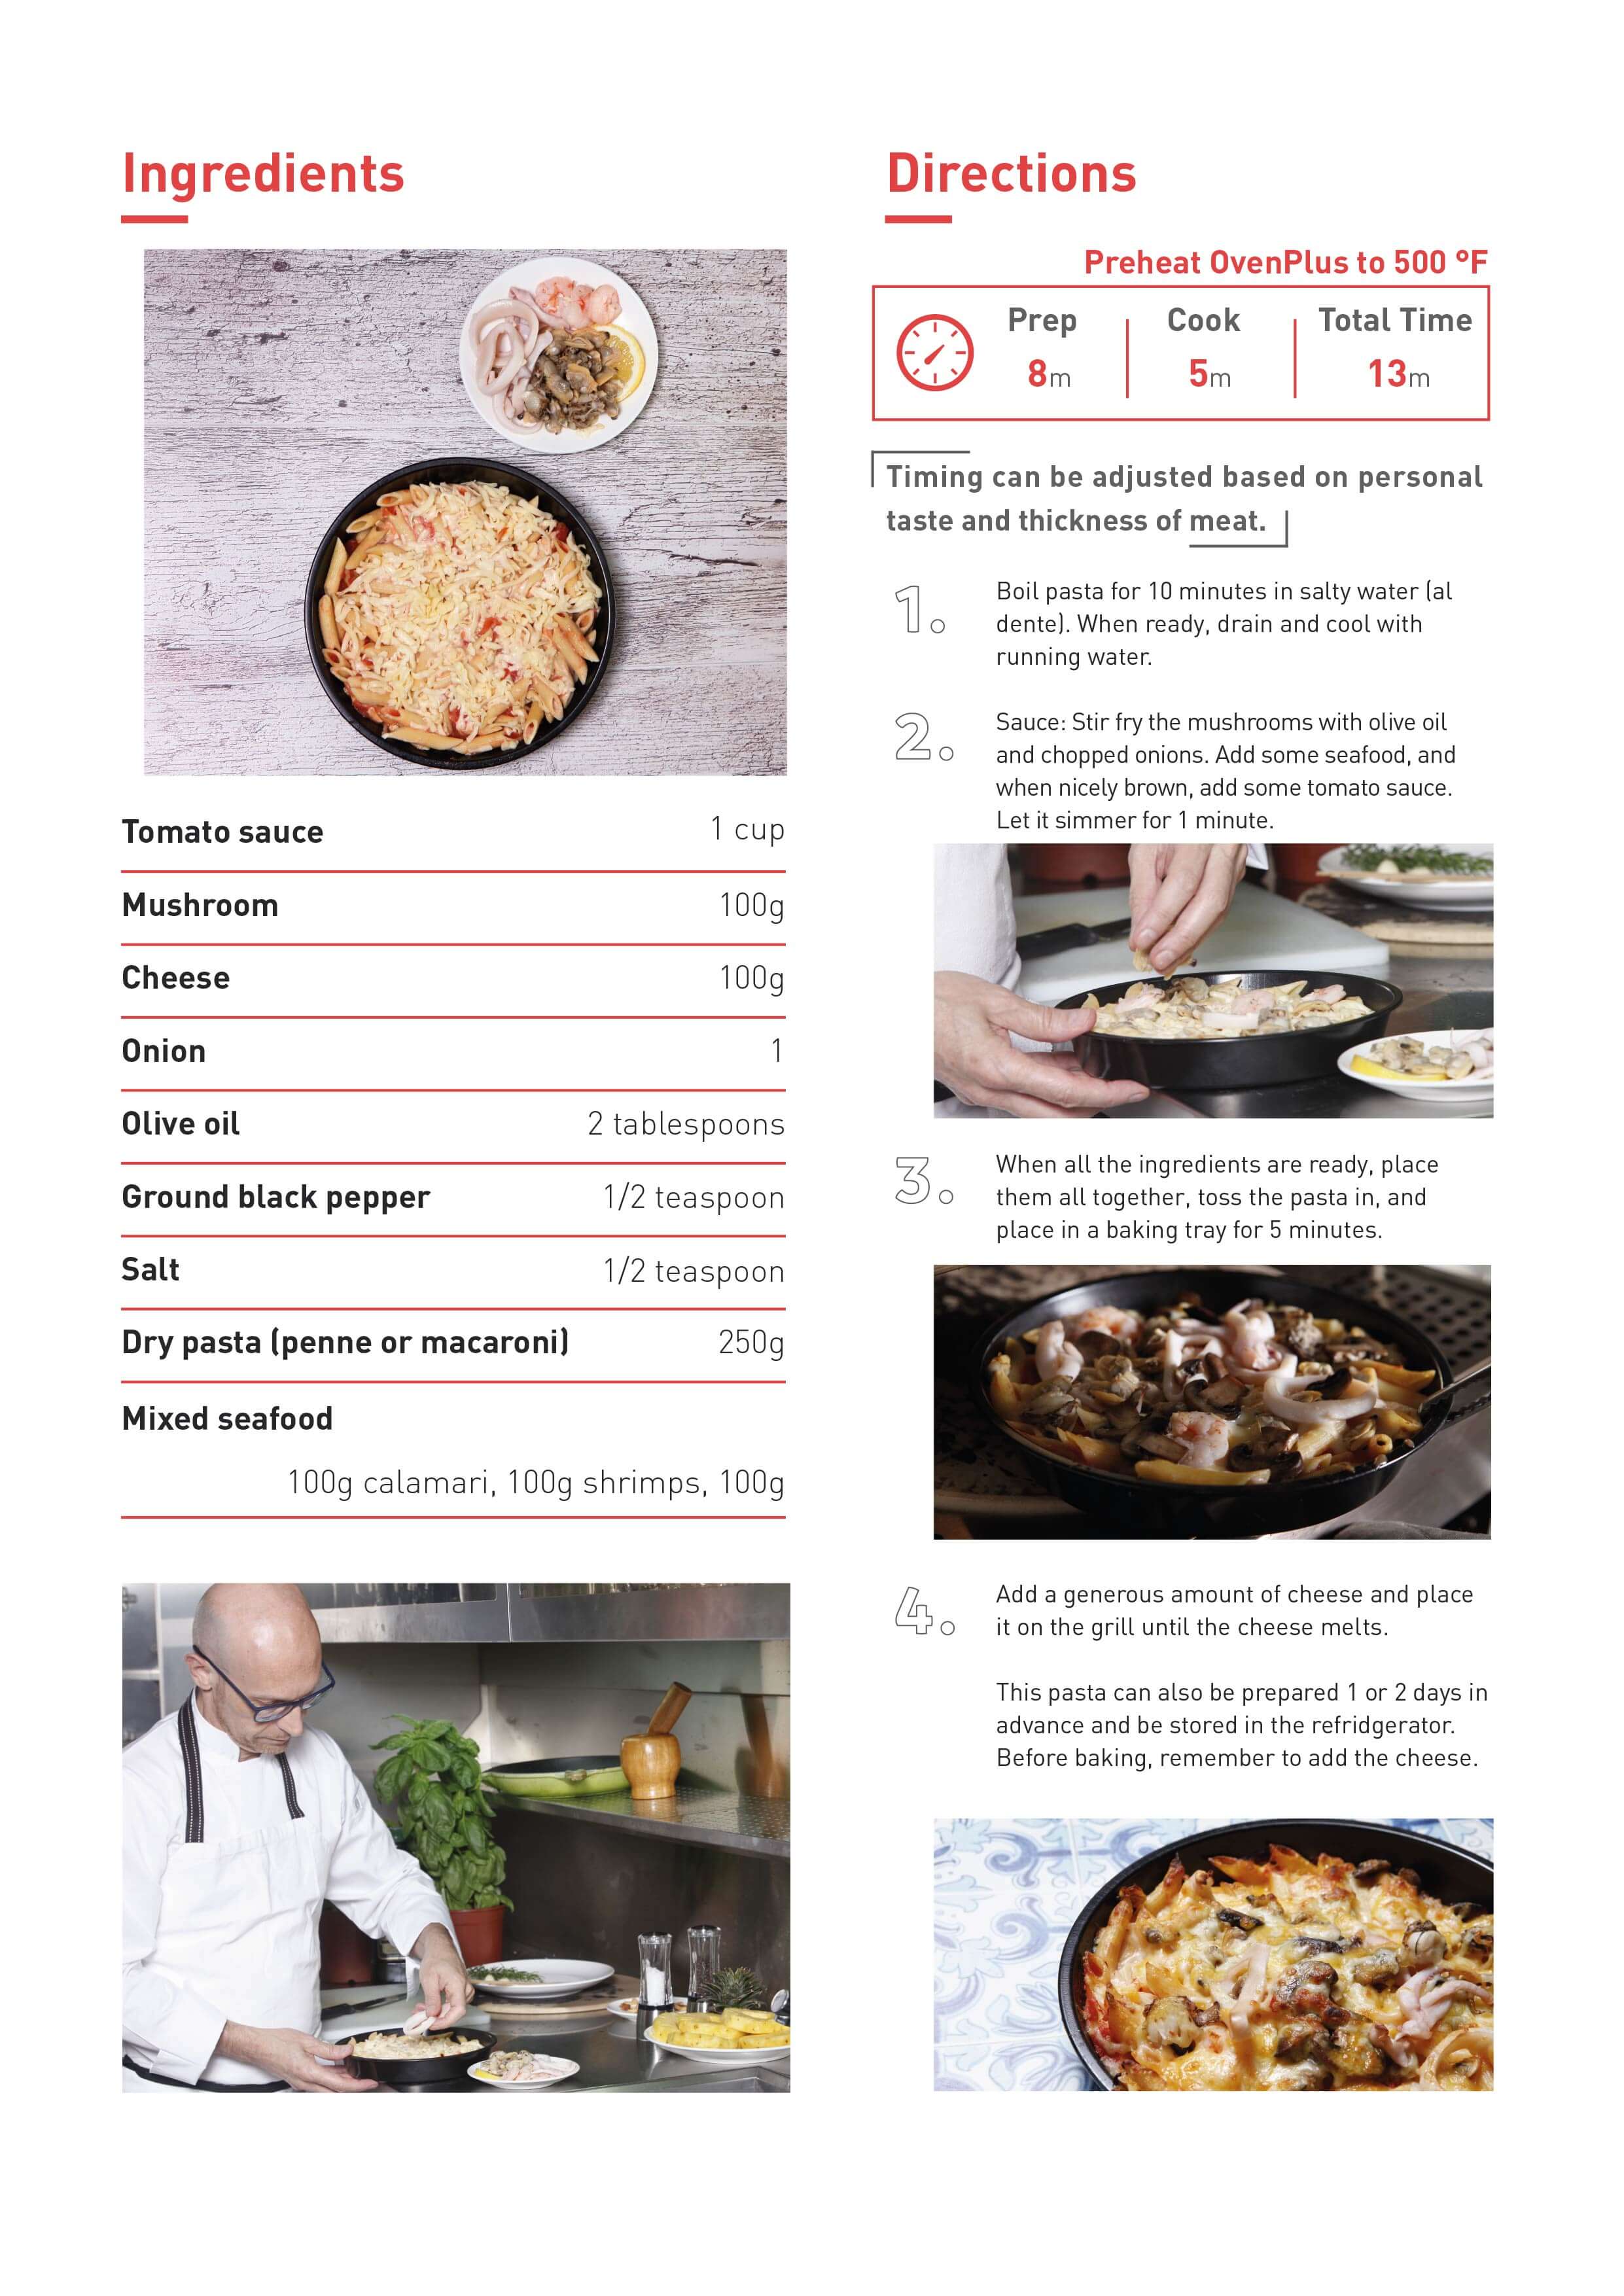 Ingredients
Tomato sauce 1 cup
Mushroom 100g
Cheese 100g
Onion 1
Olive oil 2 tablespoons
Ground black pepper 1/2 teaspoon
Salt 1/2 teaspoon
Dry pasta (penne or macaroni) 250g
Mixed seafood
100g calamari, 100g shrimps, 100g
Directions
Preheat OvenPlus to 500 °F
Prep Cook Total Time
8m 5m 13m
Timing can be adjusted based on personal
taste and thickness of meat.
1. Boil pasta for 10 minutes in salty water (al
dente). When ready, drain and cool with
running water.
2. Sauce: Stir fry the mushrooms with olive oil
and chopped onions. Add some seafood, and
when nicely brown, add some tomato sauce.
Let it simmer for 1 minute.
3. When all the ingredients are ready, place
them all together, toss the pasta in, and
place in a baking tray for 5 minutes.
4. Add a generous amount of cheese and place
it on the grill until the cheese melts.
This pasta can also be prepared 1 or 2 days in
advance and be stored in the refridgerator.
Before baking, remember to add the cheese.